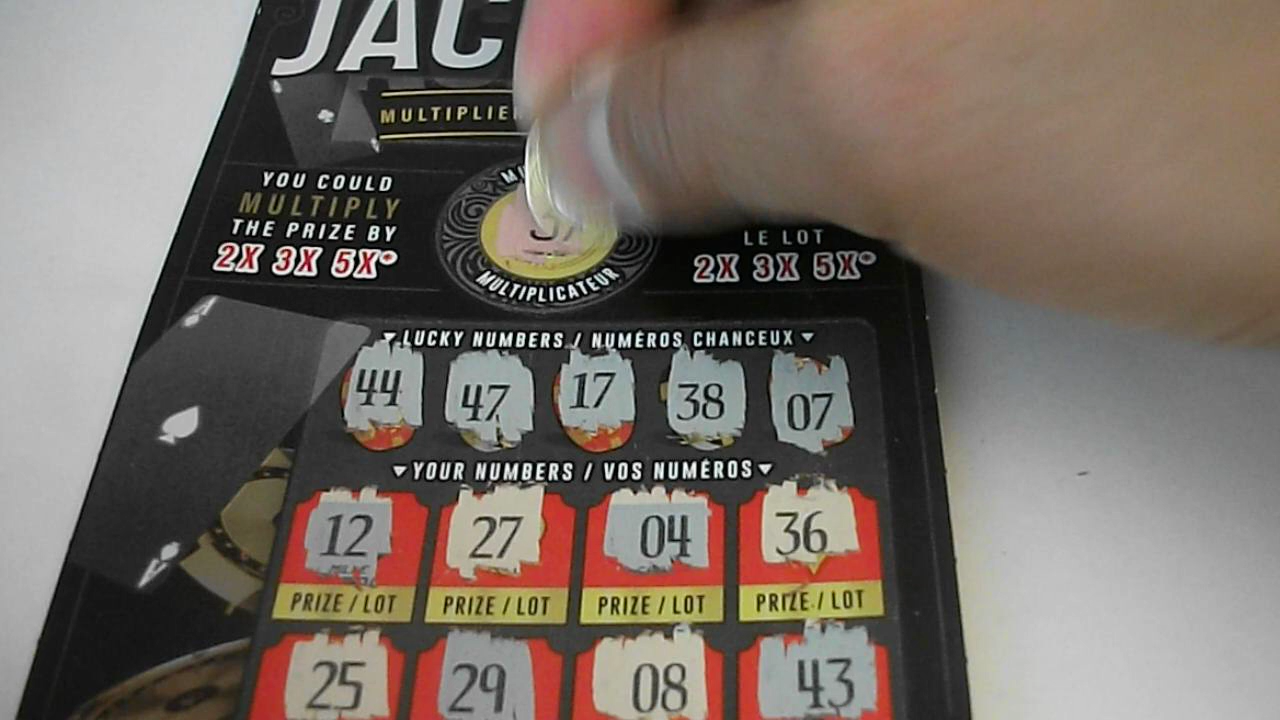 JAC
MULTIPLIE
YOU COULD
MULTIPLY
THE PRIZE BY
2X 3X 5X*
MULTIPLICATEUR
LE LOT
2X 3X 5X*
LUCKY NUMBERS / NUMÉROS CHANCEUX
44 47 17 38 07
YOUR NUMBERS / VOS NUMÉROS
12 27 04 36
PRIZE / LOT PRIZE / LOT PRIZE / LOT PRIZE / LOT
25 29 08 43